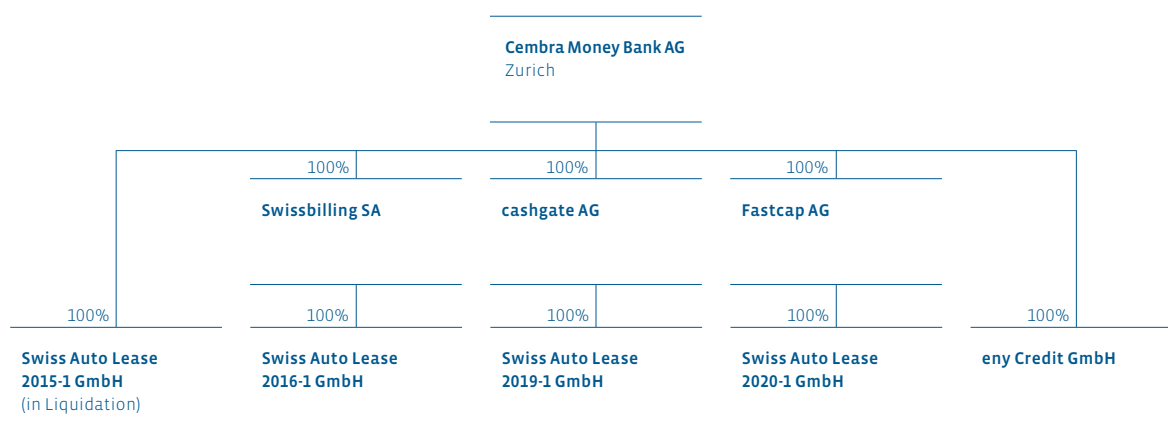 Cembra Money Bank AG
Zurich
100%
100%
100%
Swissbilling SA
cashgate AG
Fastcap AG
100%
100%
100%
100%
100%
Swiss Auto Lease
2015-1 GmbH
(in Liquidation)
Swiss Auto Lease
2016-1 GmbH
Swiss Auto Lease
2019-1 GmbH
Swiss Auto Lease
2020-1 GmbH
eny Credit GmbH